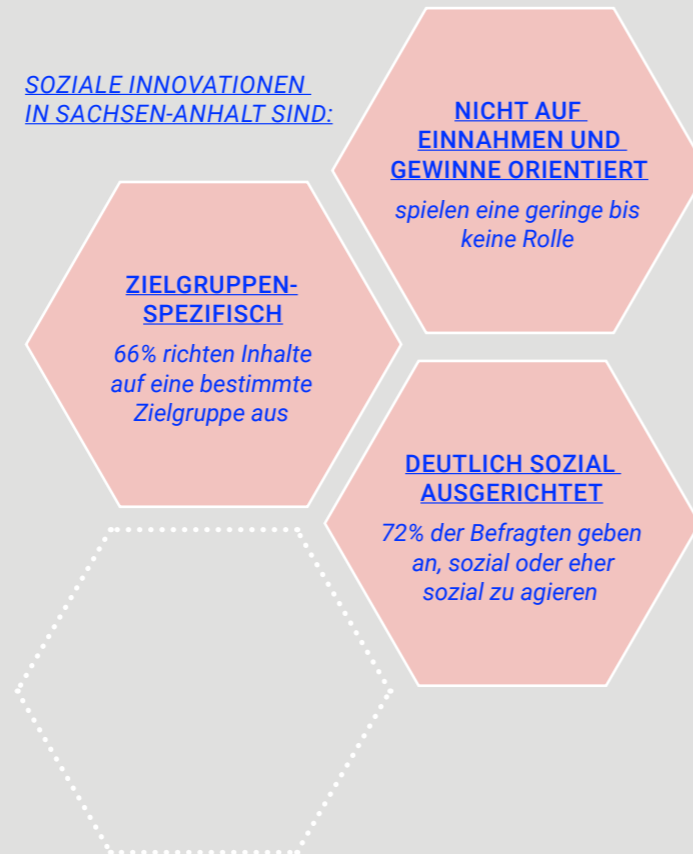 SOZIALE INNOVATIONEN
IN SACHSEN-ANHALT SIND:
NICHT AUF
EINNAHMEN UND
GEWINNE ORIENTIERT
spielen eine geringe bis
keine Rolle
ZIELGRUPPEN-
SPEZIFISCH
66% richten Inhalte
auf eine bestimmte
Zielgruppe aus
DEUTLICH SOZIAL
AUSGERICHTET
72% der Befragten geben
an, sozial oder eher
sozial zu agieren